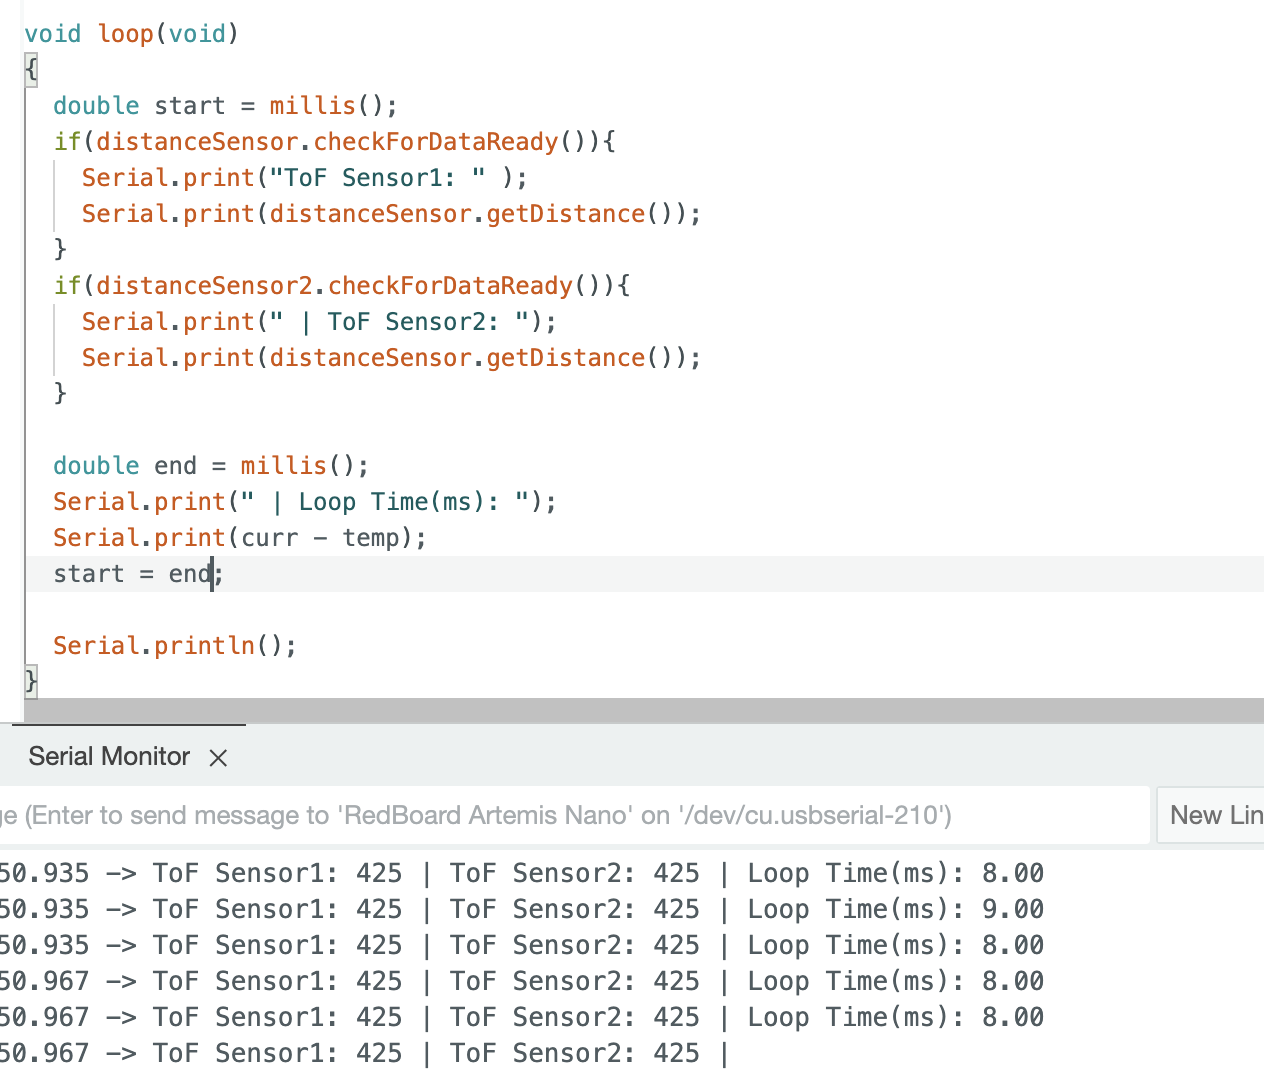 void loop(void)
{
  double start = millis();
  if(distanceSensor.checkForDataReady()){
    Serial.print("ToF Sensor1: " );
    Serial.print(distanceSensor.getDistance());
  }
  if(distanceSensor2.checkForDataReady()){
    Serial.print(" | ToF Sensor2: ");
    Serial.print(distanceSensor.getDistance());
  }
  double end = millis();
  Serial.print(" | Loop Time(ms): ");
  Serial.print(curr - temp);
  start = end;
  Serial.println();
}
Serial Monitor
ge (Enter to send message to 'RedBoard Artemis Nano' on '/dev/cu.usbserial-210') New Lin
50.935 -> ToF Sensor1: 425 | ToF Sensor2: 425 | Loop Time(ms): 8.00
50.935 -> ToF Sensor1: 425 | ToF Sensor2: 425 | Loop Time(ms): 9.00
50.935 -> ToF Sensor1: 425 | ToF Sensor2: 425 | Loop Time(ms): 8.00
50.967 -> ToF Sensor1: 425 | ToF Sensor2: 425 | Loop Time(ms): 8.00
50.967 -> ToF Sensor1: 425 | ToF Sensor2: 425 | Loop Time(ms): 8.00
50.967 -> ToF Sensor1: 425 | ToF Sensor2: 425 |